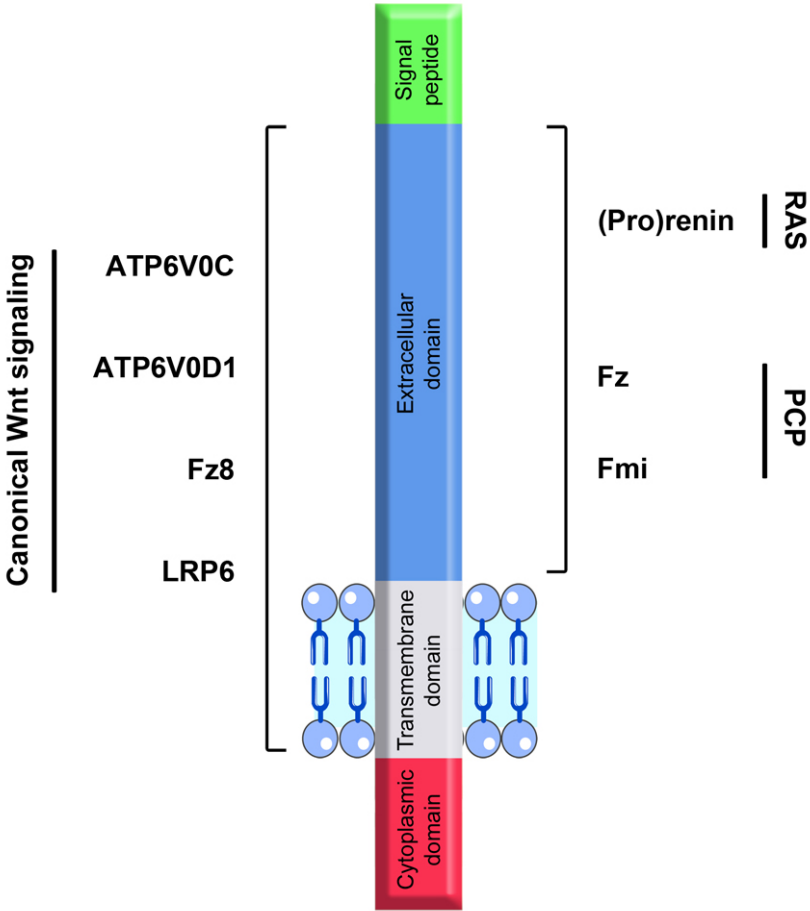 Signal
peptide
Extracellular
domain
Transmembrane
domain
Cytoplasmic
domain
Canonical Wnt signaling
ATP6V0C
ATP6V0D1
Fz8
LRP6
(Pro)renin
RAS
Fz
Fmi
PCP